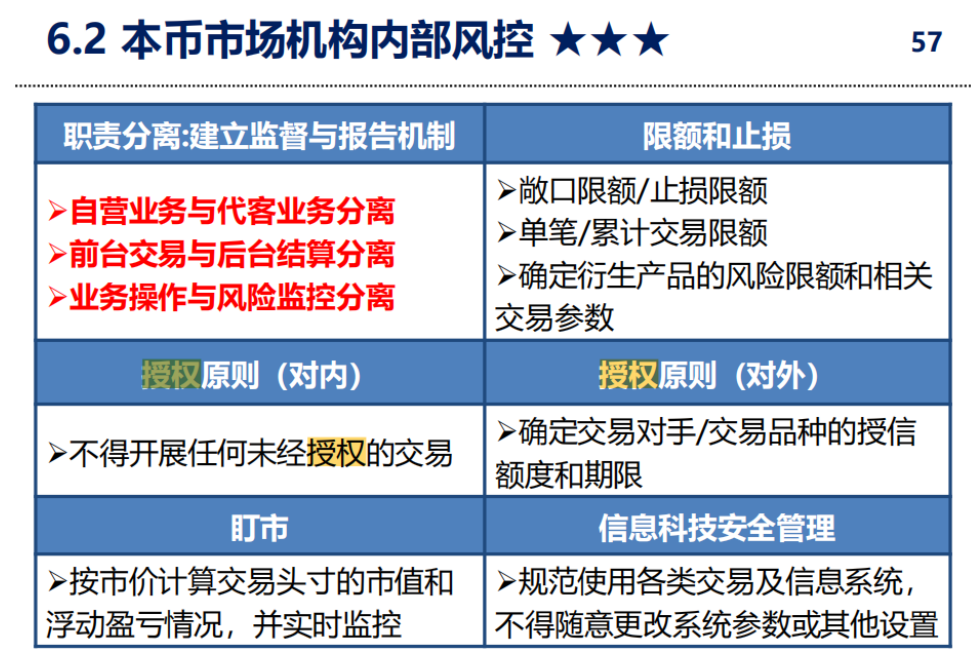 6.2 本币市场机构内部风控 ★★★
57
职责分离:建立监督与报告机制
➢自营业务与代客业务分离
➢前台交易与后台结算分离
➢业务操作与风险监控分离
限额和止损
➢敞口限额/止损限额
➢单笔/累计交易限额
➢确定衍生产品的风险限额和相关
交易参数
授权原则（对内）
➢不得开展任何未经授权的交易
授权原则（对外）
➢确定交易对手/交易品种的授信
额度和期限
盯市
➢按市价计算交易头寸的市值和
浮动盈亏情况，并实时监控
信息科技安全管理
➢规范使用各类交易及信息系统，
不得随意更改系统参数或其他设置